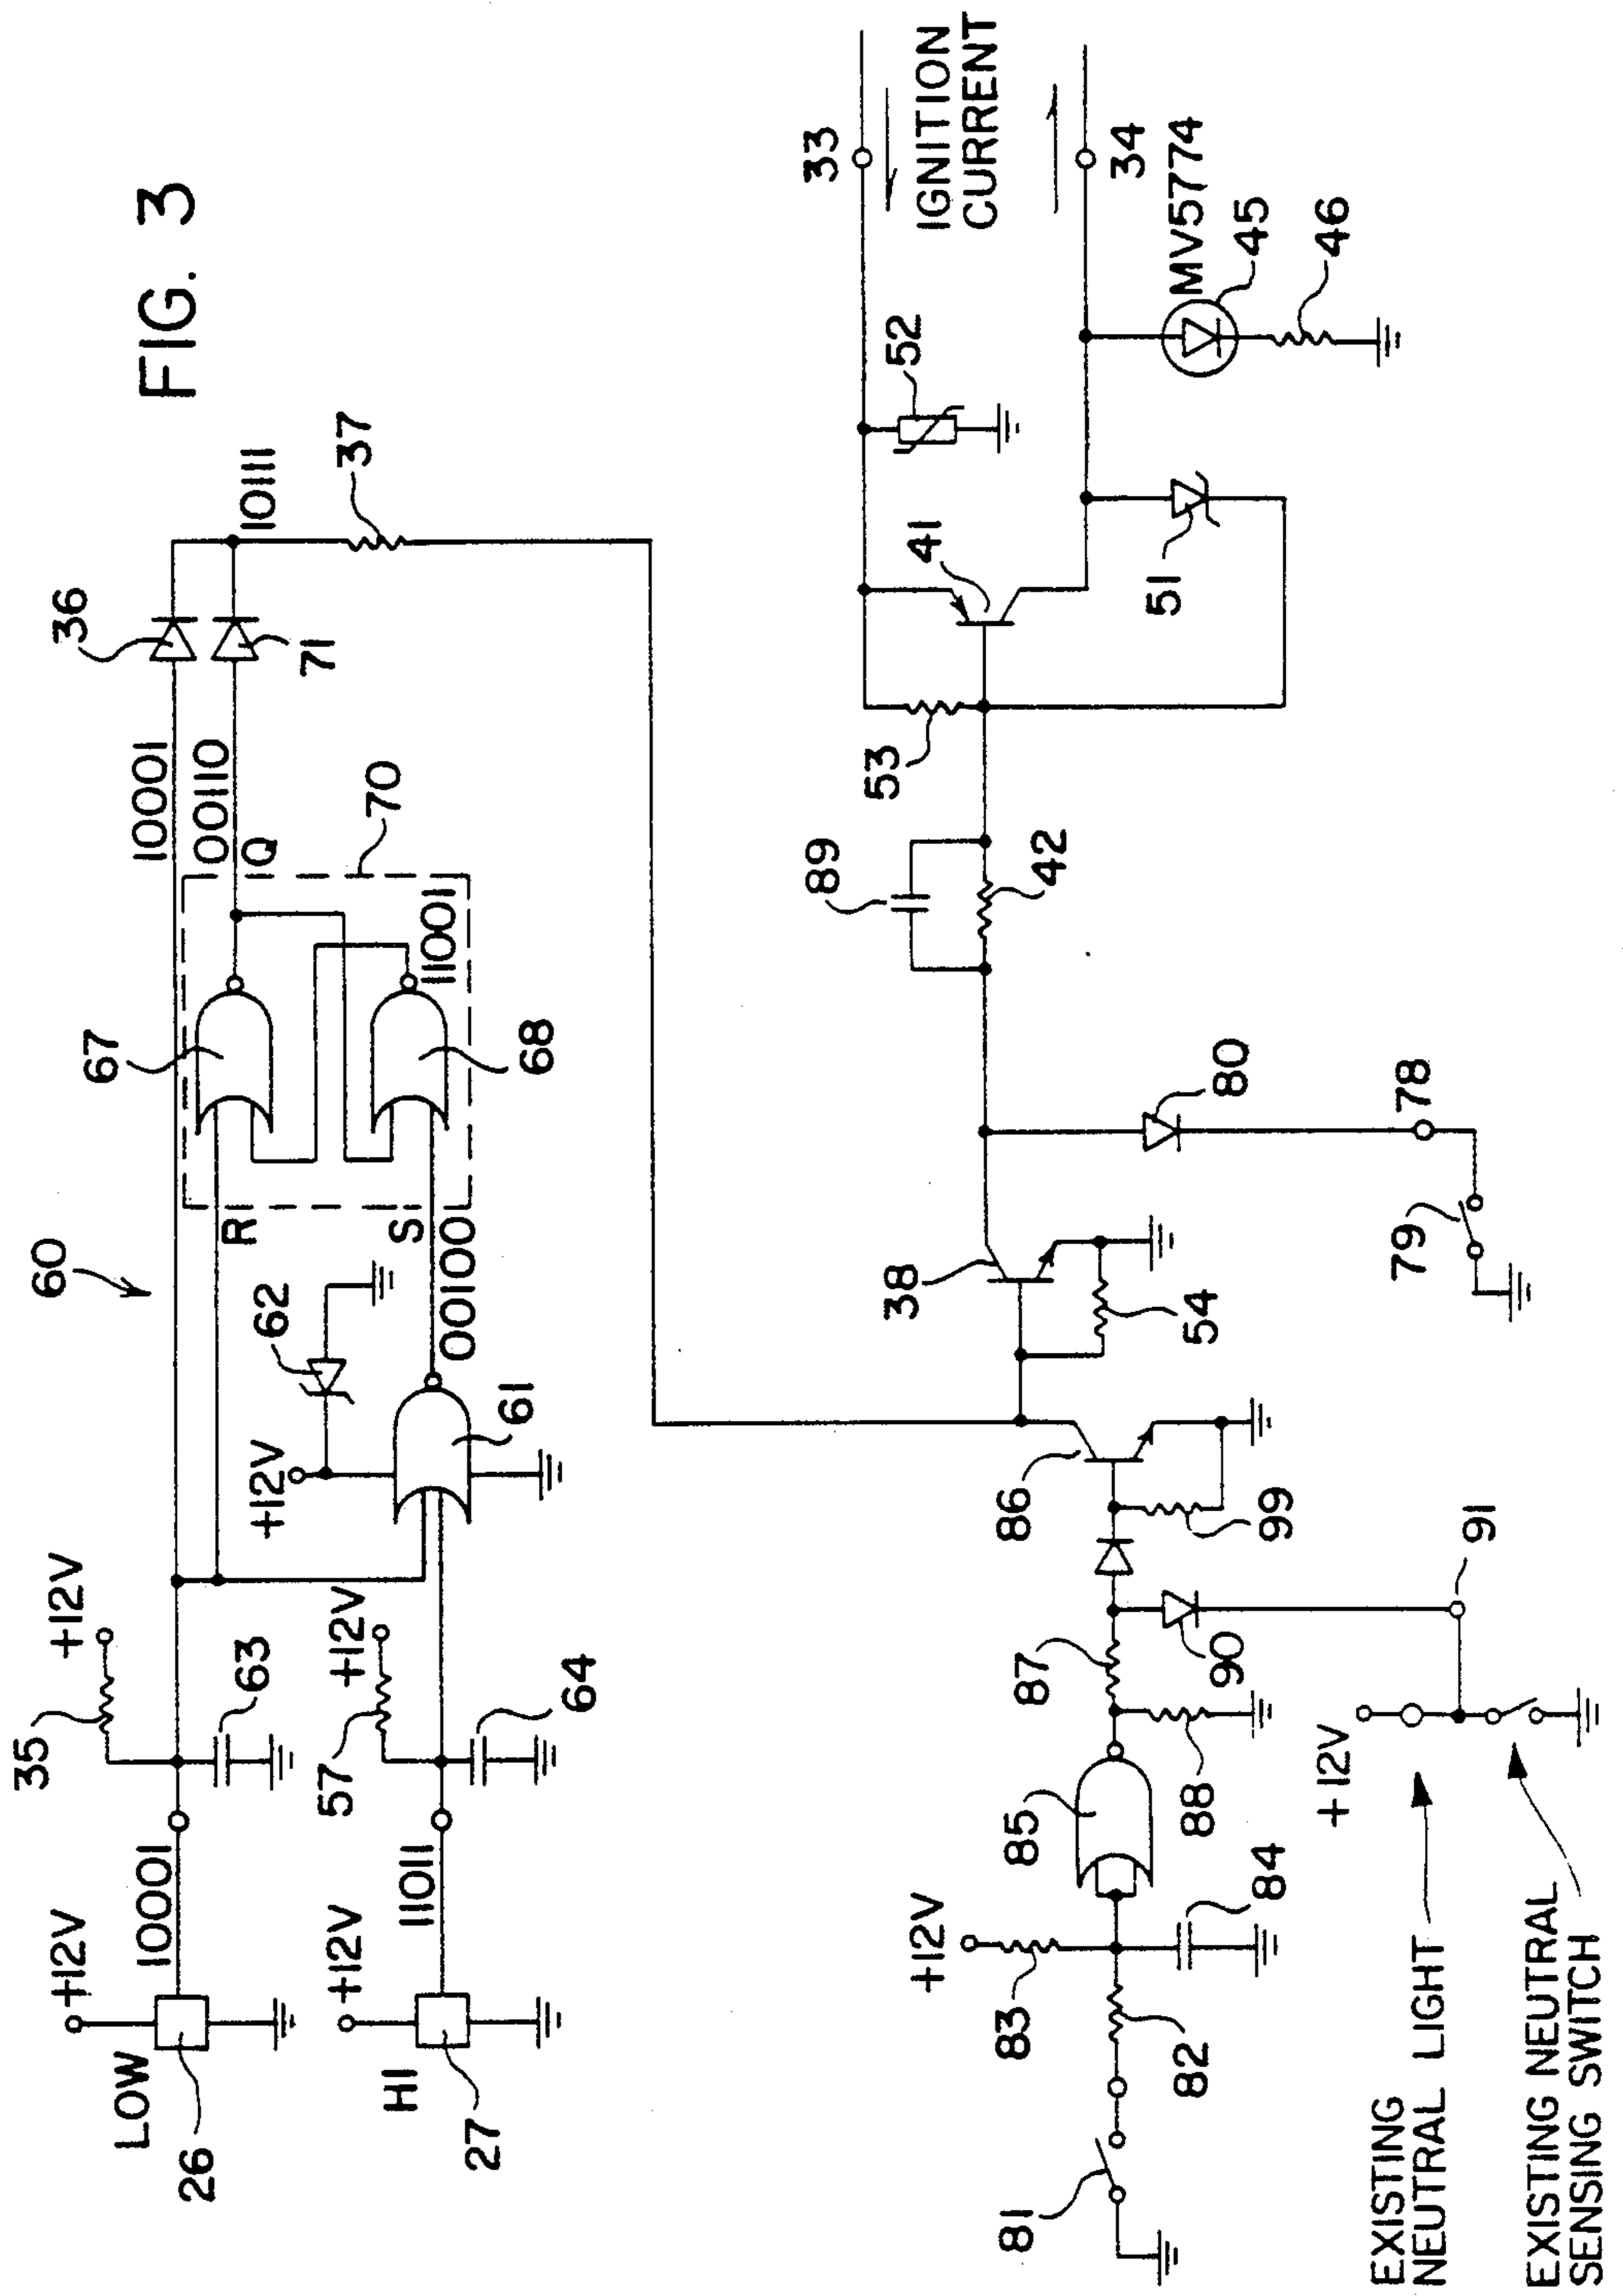 FIG. 3
60
LOW
+12V
26
10001
35
+12V
63
HI
+12V
27
11011
57
+12V
64
+12V
62
61
00100
R
S
67
68
11001
70
Q
10001
00110
36
71
10111
37
81
82
83
+12V
84
85
88
87
90
86
99
91
+12V
EXISTING
NEUTRAL LIGHT
EXISTING NEUTRAL
SENSING SWITCH
38
54
79
80
78
89
42
53
41
51
52
33
IGNITION
CURRENT
34
MV5774
45
46